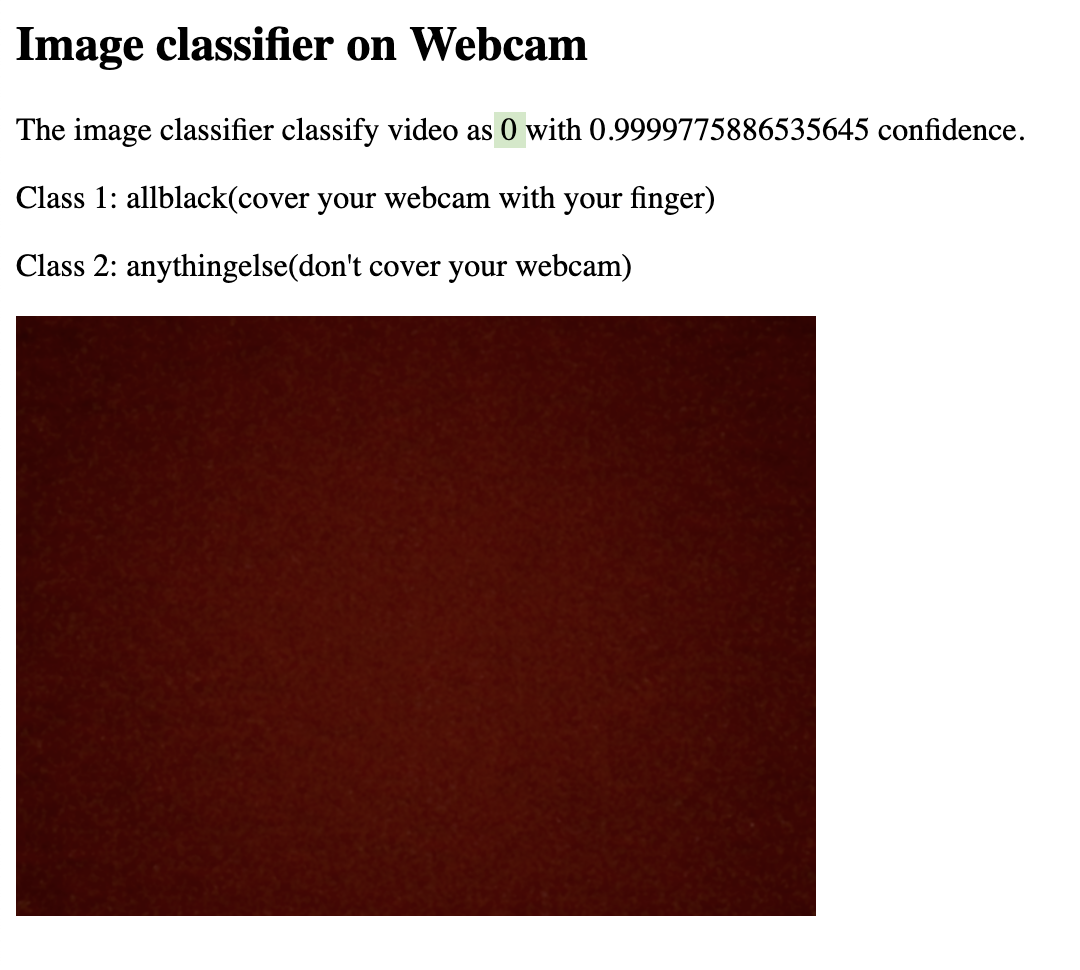 Image classifier on Webcam
The image classifier classify video as 0 with 0.9999775886535645 confidence.
Class 1: allblack(cover your webcam with your finger)
Class 2: anythingelse(don't cover your webcam)